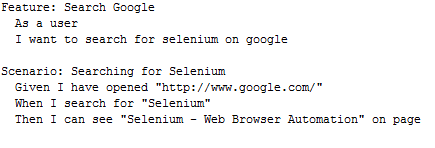 Feature: Search Google
As a user
I want to search for selenium on google
Scenario: Searching for Selenium
Given I have opened "http://www.google.com/"
When I search for "Selenium"
Then I can see "Selenium - Web Browser Automation" on page